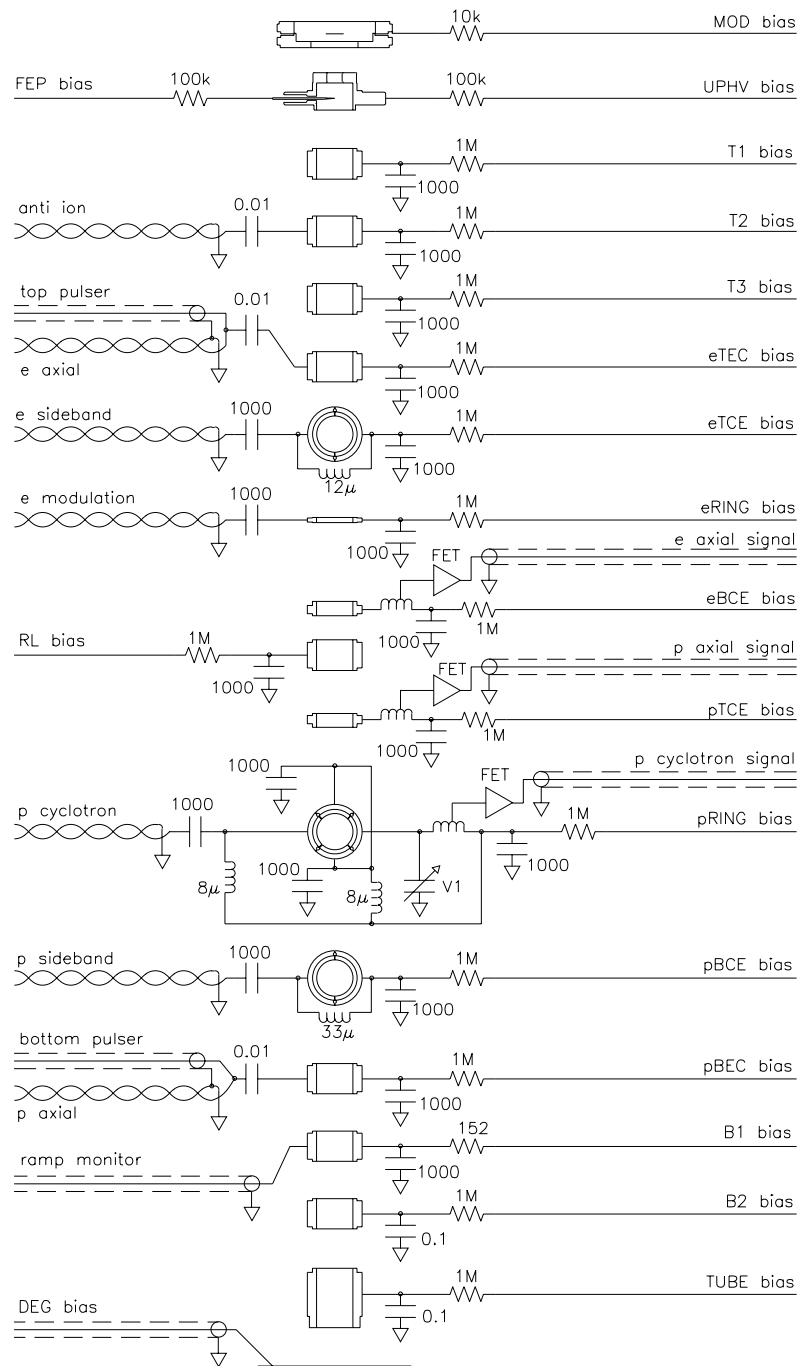 10k
MOD bias
FEP bias
100k
100k
UPHV bias
1M
T1 bias
1000
anti ion
0.01
1M
T2 bias
1000
top pulser
0.01
1M
T3 bias
1000
e axial
1M
eTEC bias
1000
e sideband
1000
1M
eTCE bias
1000
12μ
e modulation
1000
1M
eRING bias
1000
e axial signal
FET
eBCE bias
1M
1000
RL bias
1M
1000
p axial signal
FET
pTCE bias
1M
1000
p cyclotron signal
1000
FET
p cyclotron
1000
1M
pRING bias
1000
1000
8μ
8μ
V1
p sideband
1000
1M
pBCE bias
1000
33μ
bottom pulser
0.01
1M
pBEC bias
1000
p axial
152
B1 bias
1000
ramp monitor
1M
B2 bias
0.1
1M
TUBE bias
0.1
DEG bias